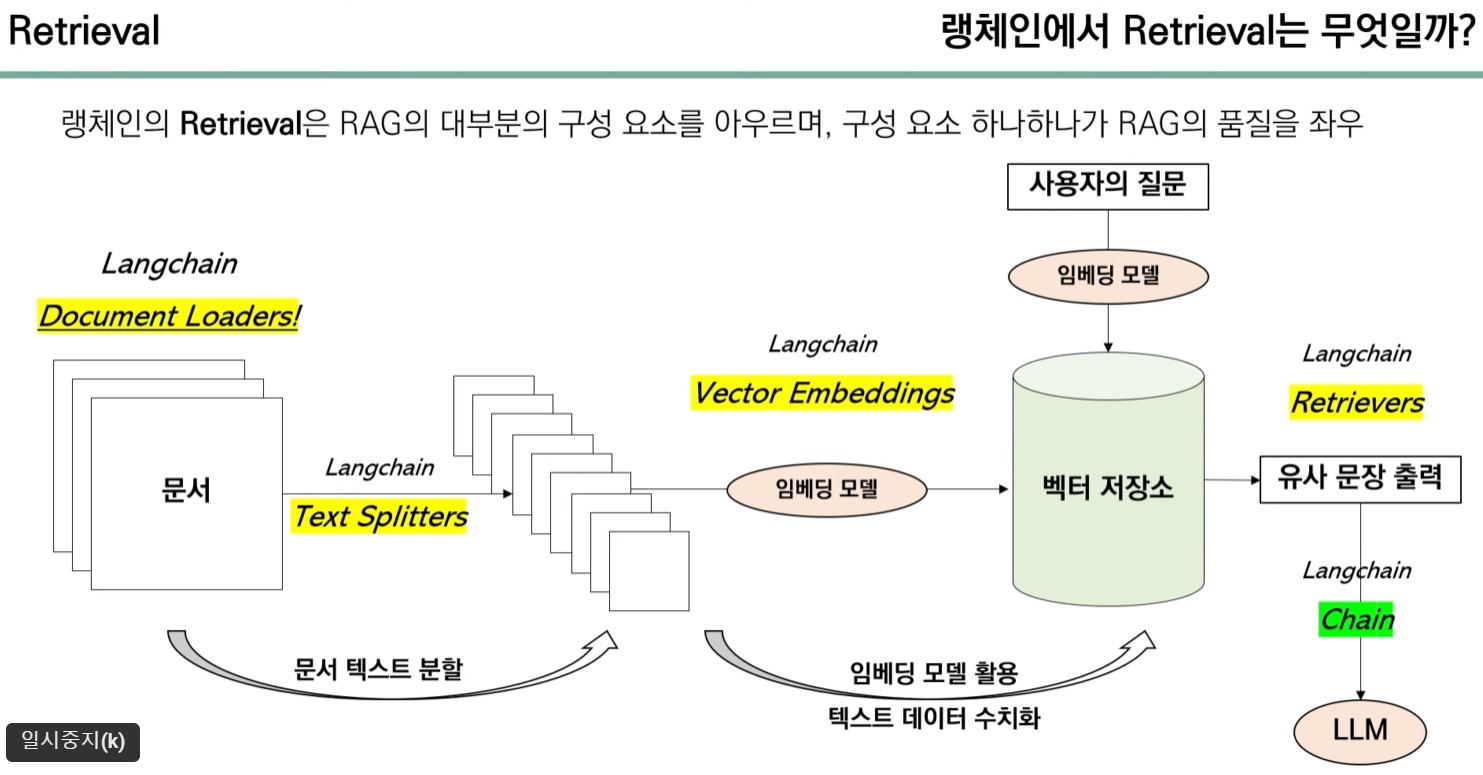 Retrieval
랭체인에서 Retrieval는 무엇일까?
랭체인의 Retrieval은 RAG의 대부분의 구성 요소를 아우르며, 구성 요소 하나하나가 RAG의 품질을 좌우
사용자의 질문
임베딩 모델
Langchain
Document Loaders!
문서
Langchain
Text Splitters
Langchain
Vector Embeddings
임베딩 모델
벡터 저장소
Langchain
Retrievers
유사 문장 출력
Langchain
Chain
LLM
문서 텍스트 분할
임베딩 모델 활용
텍스트 데이터 수치화
일시중지(k)